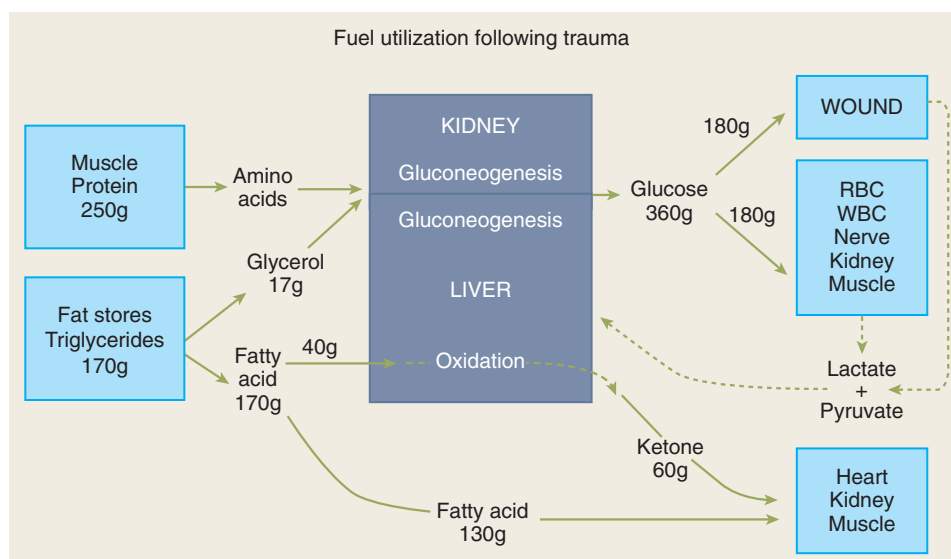 Fuel utilization following trauma
Muscle
Protein
250g
Amino
acids
Fat stores
Triglycerides
170g
Glycerol
17g
Fatty
acid
170g
40g
KIDNEY
Gluconeogenesis
Gluconeogenesis
LIVER
Oxidation
Glucose
360g
180g
180g
WOUND
RBC
WBC
Nerve
Kidney
Muscle
Lactate
+
Pyruvate
Ketone
60g
Fatty acid
130g
Heart
Kidney
Muscle